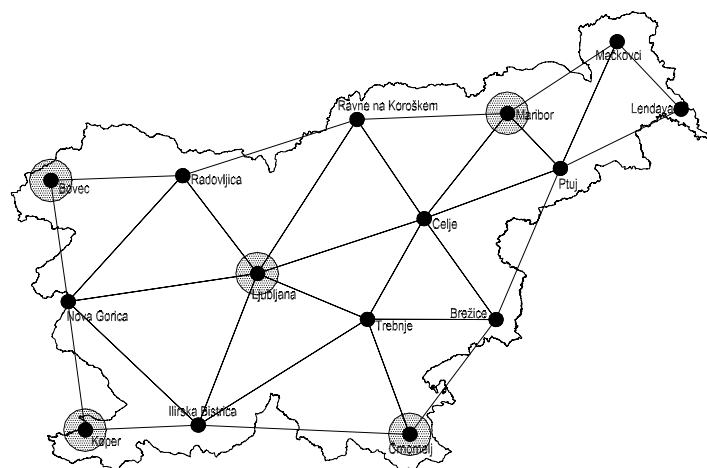 Mačkovci
Ravne na Koroškem
Maribor
Lendava
Bovec
Radovljica
Ptuj
Celje
Ljubljana
Nova Gorica
Trebnje
Brežice
Ilirska Bistrica
Koper
Črnomelj